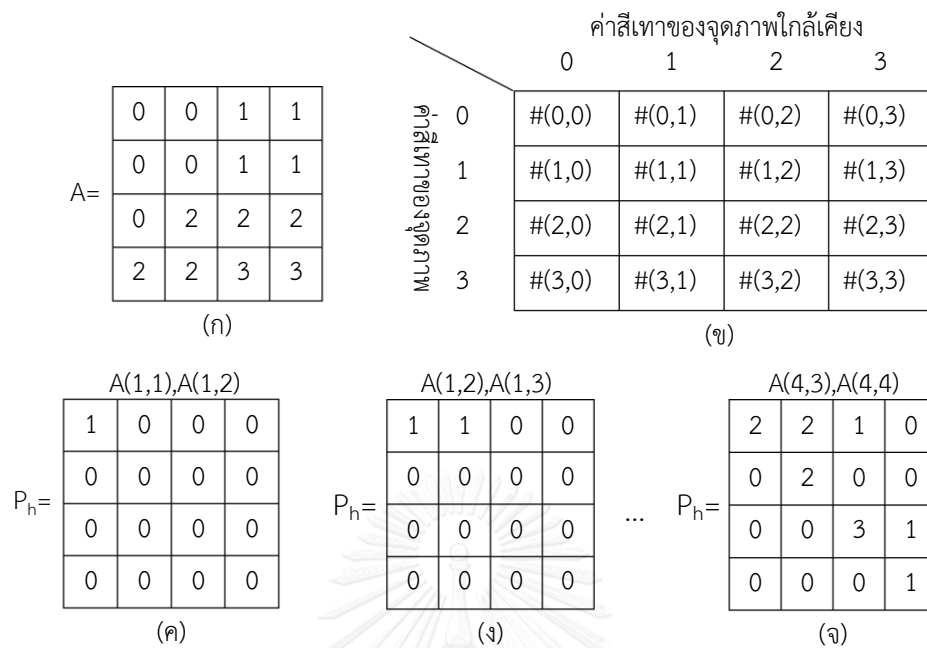 ค่าสีเทาของจุดภาพใกล้เคียง
0 1 2 3
ค่าสีเทาของจุดภาพ
0 #(0,0) #(0,1) #(0,2) #(0,3)
1 #(1,0) #(1,1) #(1,2) #(1,3)
2 #(2,0) #(2,1) #(2,2) #(2,3)
3 #(3,0) #(3,1) #(3,2) #(3,3)
(ข)
A=
0 0 1 1
0 0 1 1
0 2 2 2
2 2 3 3
(ก)
A(1,1),A(1,2)
Ph=
1 0 0 0
0 0 0 0
0 0 0 0
0 0 0 0
(ค)
A(1,2),A(1,3)
Ph=
1 1 0 0
0 0 0 0
0 0 0 0
0 0 0 0
(ง)
...
A(4,3),A(4,4)
Ph=
2 2 1 0
0 2 0 0
0 0 3 1
0 0 0 1
(จ)